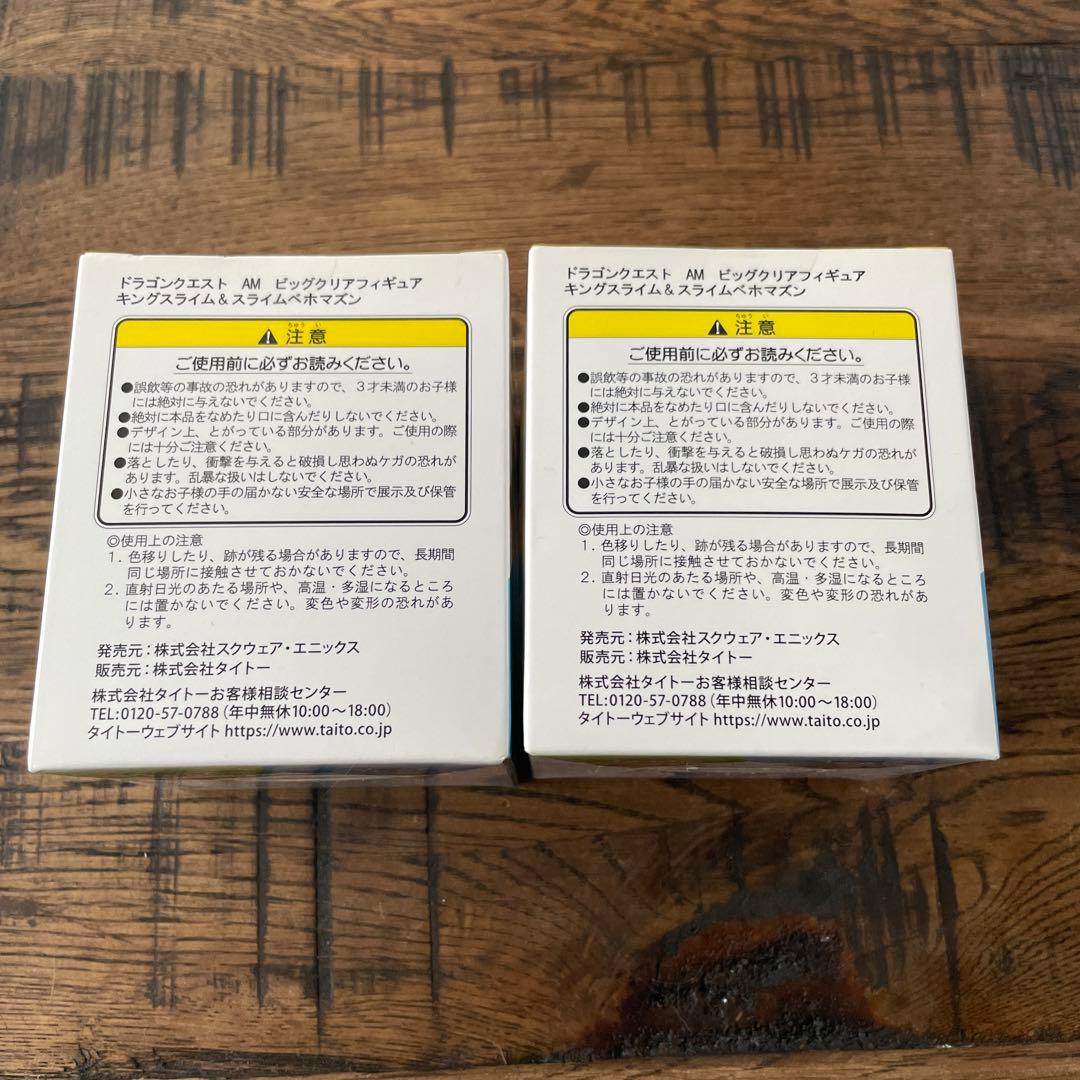 ドラゴンクエスト　AM　ビッグクリアフィギュア
キングスライム＆スライムベホマズン
ちゅう い
注意
ご使用前に必ずお読みください。
●誤飲等の事故の恐れがありますので、３才未満のお子様
には絶対に与えないでください。
●絶対に本品をなめたり口に含んだりしないでください。
●デザイン上、とがっている部分があります。ご使用の際
には十分ご注意ください。
●落としたり、衝撃を与えると破損し思わぬケガの恐れが
あります。乱暴な扱いはしないでください。
●小さなお子様の手の届かない安全な場所で展示及び保管
を行ってください。
◎使用上の注意
1. 色移りしたり、跡が残る場合がありますので、長期間
同じ場所に接触させておかないでください。
2. 直射日光のあたる場所や、高温・多湿になるところ
には置かないでください。変色や変形の恐れがあ
ります。
発売元：株式会社スクウェア・エニックス
販売元：株式会社タイトー
株式会社タイトーお客様相談センター
TEL:0120-57-0788（年中無休10:00～18:00）
タイトーウェブサイト https://www.taito.co.jp
ドラゴンクエスト　AM　ビッグクリアフィギュア
キングスライム＆スライムベホマズン
ちゅう い
注意
ご使用前に必ずお読みください。
●誤飲等の事故の恐れがありますので、３才未満のお子様
には絶対に与えないでください。
●絶対に本品をなめたり口に含んだりしないでください。
●デザイン上、とがっている部分があります。ご使用の際
には十分ご注意ください。
●落としたり、衝撃を与えると破損し思わぬケガの恐れが
あります。乱暴な扱いはしないでください。
●小さなお子様の手の届かない安全な場所で展示及び保管
を行ってください。
◎使用上の注意
1. 色移りしたり、跡が残る場合がありますので、長期間
同じ場所に接触させておかないでください。
2. 直射日光のあたる場所や、高温・多湿になるところ
には置かないでください。変色や変形の恐れがあ
ります。
発売元：株式会社スクウェア・エニックス
販売元：株式会社タイトー
株式会社タイトーお客様相談センター
TEL:0120-57-0788（年中無休10:00～18:00）
タイトーウェブサイト https://www.taito.co.jp